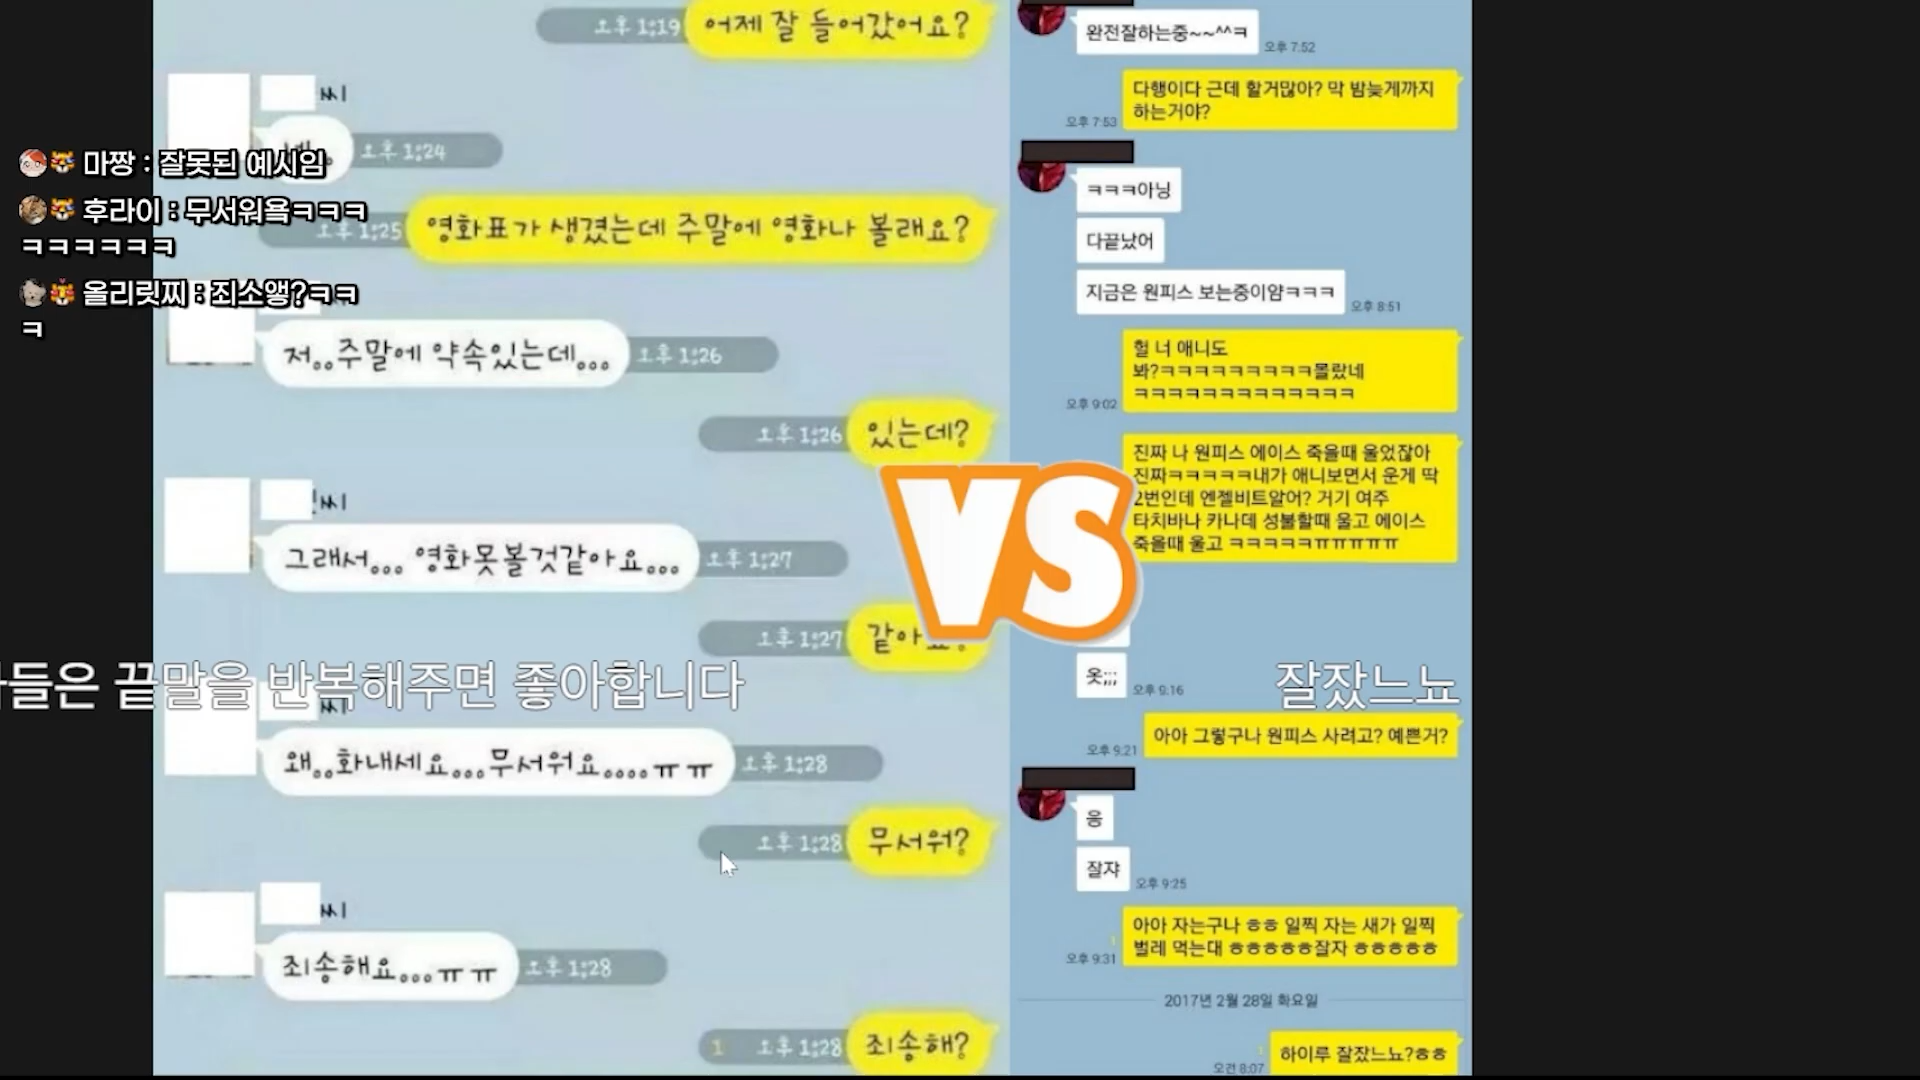 오후 1:19 어제 잘 들어갔어요?
씨
오후 1:24
오후 1:25 영화표가 생겼는데 주말에 영화나 볼래요?
저..주말에 약속있는데... 오후 1:26
오후 1:26 있는데?
씨
그래서... 영화못볼것같아요... 오후 1:27
오후 1:27 같아요?
씨
왜..화내세요...무서워요....ㅠㅠ 오후 1:28
오후 1:28 무서워?
씨
죄송해요...ㅠㅠ 오후 1:28
1 오후 1:28 죄송해?
마짱 : 잘못된 예시임
후라이 : 무서워욬ㅋㅋㅋ
ㅋㅋㅋㅋㅋㅋ
올리릿찌 : 죄소앵?ㅋㅋ
ㅋ
들은 끝말을 반복해주면 좋아합니다
VS
완전잘하는중~~^^ㅋ 오후 7:52
다행이다 근데 할거많아? 막 밤늦게까지
하는거야?
오후 7:53
ㅋㅋㅋ아닝
다끝났어
지금은 원피스 보는중이얌ㅋㅋㅋ 오후 8:51
헐 너 애니도
봐?ㅋㅋㅋㅋㅋㅋㅋㅋㅋ몰랐네
ㅋㅋㅋㅋㅋㅋㅋㅋㅋㅋㅋㅋㅋ
오후 9:02
진짜 나 원피스 에이스 죽을때 울었잖아
진짜ㅋㅋㅋㅋㅋ내가 애니보면서 운게 딱
2번인데 엔젤비트알어? 거기 여주
타치바나 카나데 성불할때 울고 에이스
죽을때 울고 ㅋㅋㅋㅋㅋㅠㅠㅠㅠㅠ
옷;;; 오후 9:16
잘잤느뇨
오후 9:21 아아 그렇구나 원피스 사려고? 예쁜거?
응
잘쟈 오후 9:25
아아 자는구나 ㅎㅎ 일찍 자는 새가 일찍
벌레 먹는대 ㅎㅎㅎㅎㅎ잘자 ㅎㅎㅎㅎㅎ
1
오후 9:31
2017년 2월 28일 화요일
1
오전 8:07 하이루 잘잤느뇨?ㅎㅎ